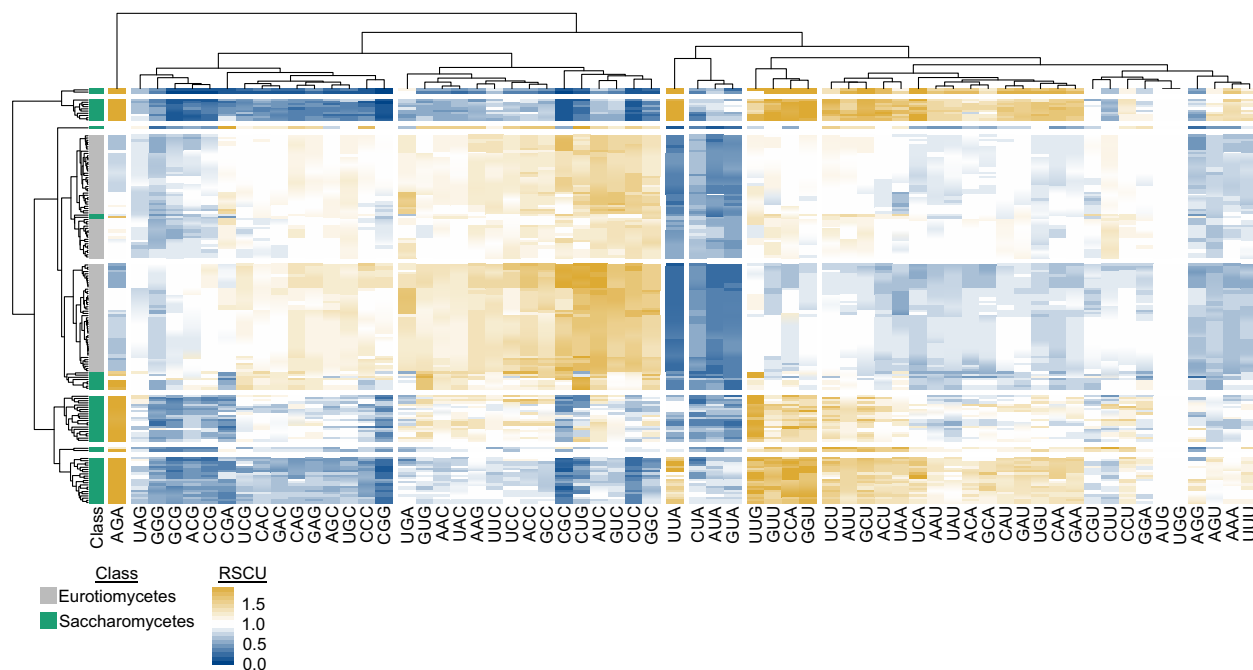 Class AGA UAG GGG GCG ACG CCG CGA UCG CAC GAC CAG GAG AGC UGC CCC CGG UGA GUG AAC UAC AAG UUC UCC ACC GCC CGC CUG AUC GUC CUC GGC UUA CUA AUA GUA UUG GUU CCA GGU UCU AUU GCU ACU UAA UCA AAU UAU ACA GCA CAU GAU UGU CAA GAA CGU CUU CCU GGA AUG UGG AGG AGU AAA UUU
Class
RSCU
Eurotiomycetes
Saccharomycetes
1.5
1.0
0.5
0.0